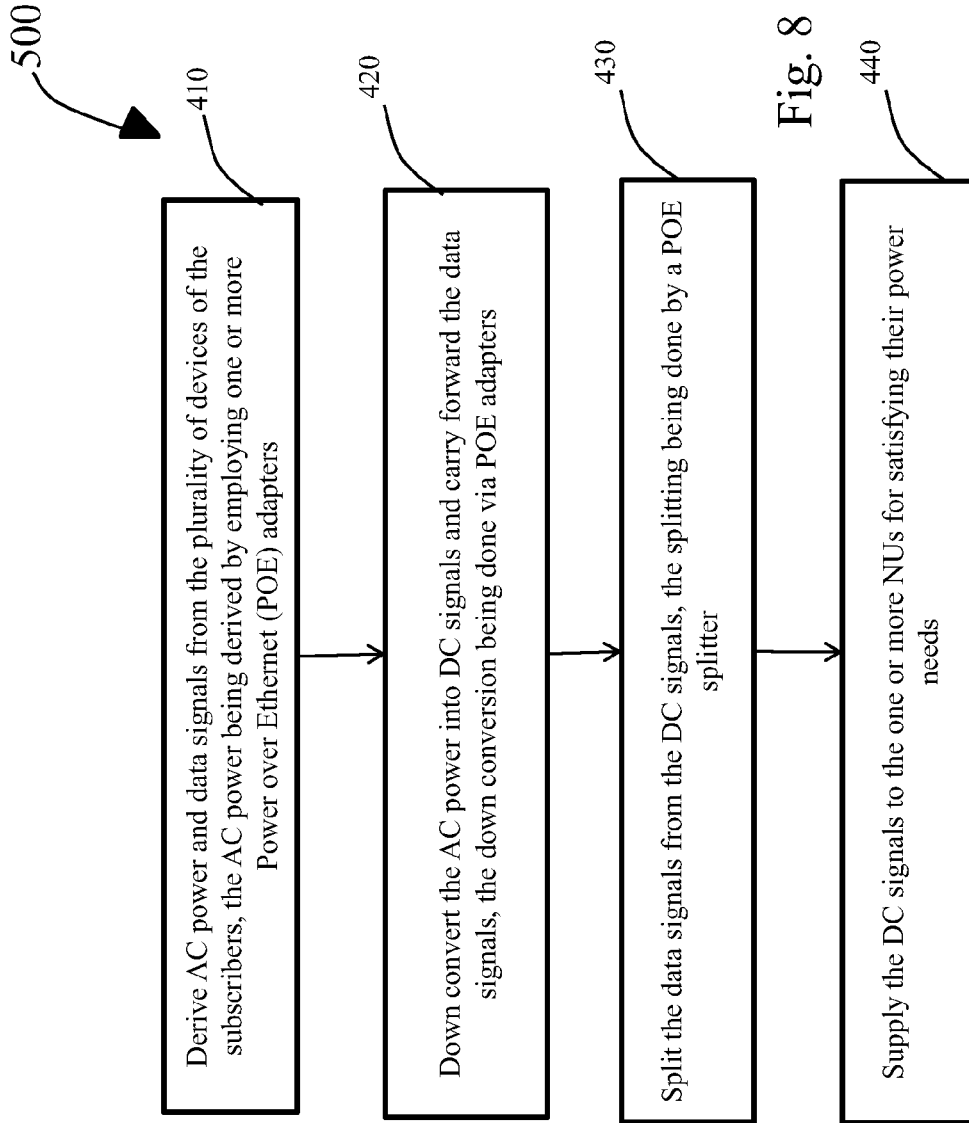 500
410
Derive AC power and data signals from the plurality of devices of the
subscribers, the AC power being derived by employing one or more
Power over Ethernet (POE) adapters
420
Down convert the AC power into DC signals and carry forward the data
signals, the down conversion being done via POE adapters
430
Split the data signals from the DC signals, the splitting being done by a POE
splitter
440
Supply the DC signals to the one or more NUs for satisfying their power
needs
Fig. 8